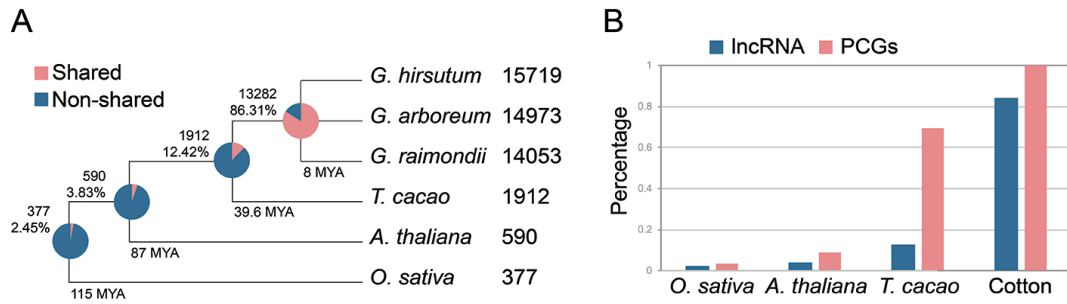 A
Shared
Non-shared
13282
86.31%
1912
12.42%
590
3.83%
377
2.45%
8 MYA
39.6 MYA
87 MYA
115 MYA
G. hirsutum 15719
G. arboreum 14973
G. raimondii 14053
T. cacao 1912
A. thaliana 590
O. sativa 377
B
lncRNA PCGs
Percentage
1
0.8
0.6
0.4
0.2
0
O. sativa A. thaliana T. cacao Cotton